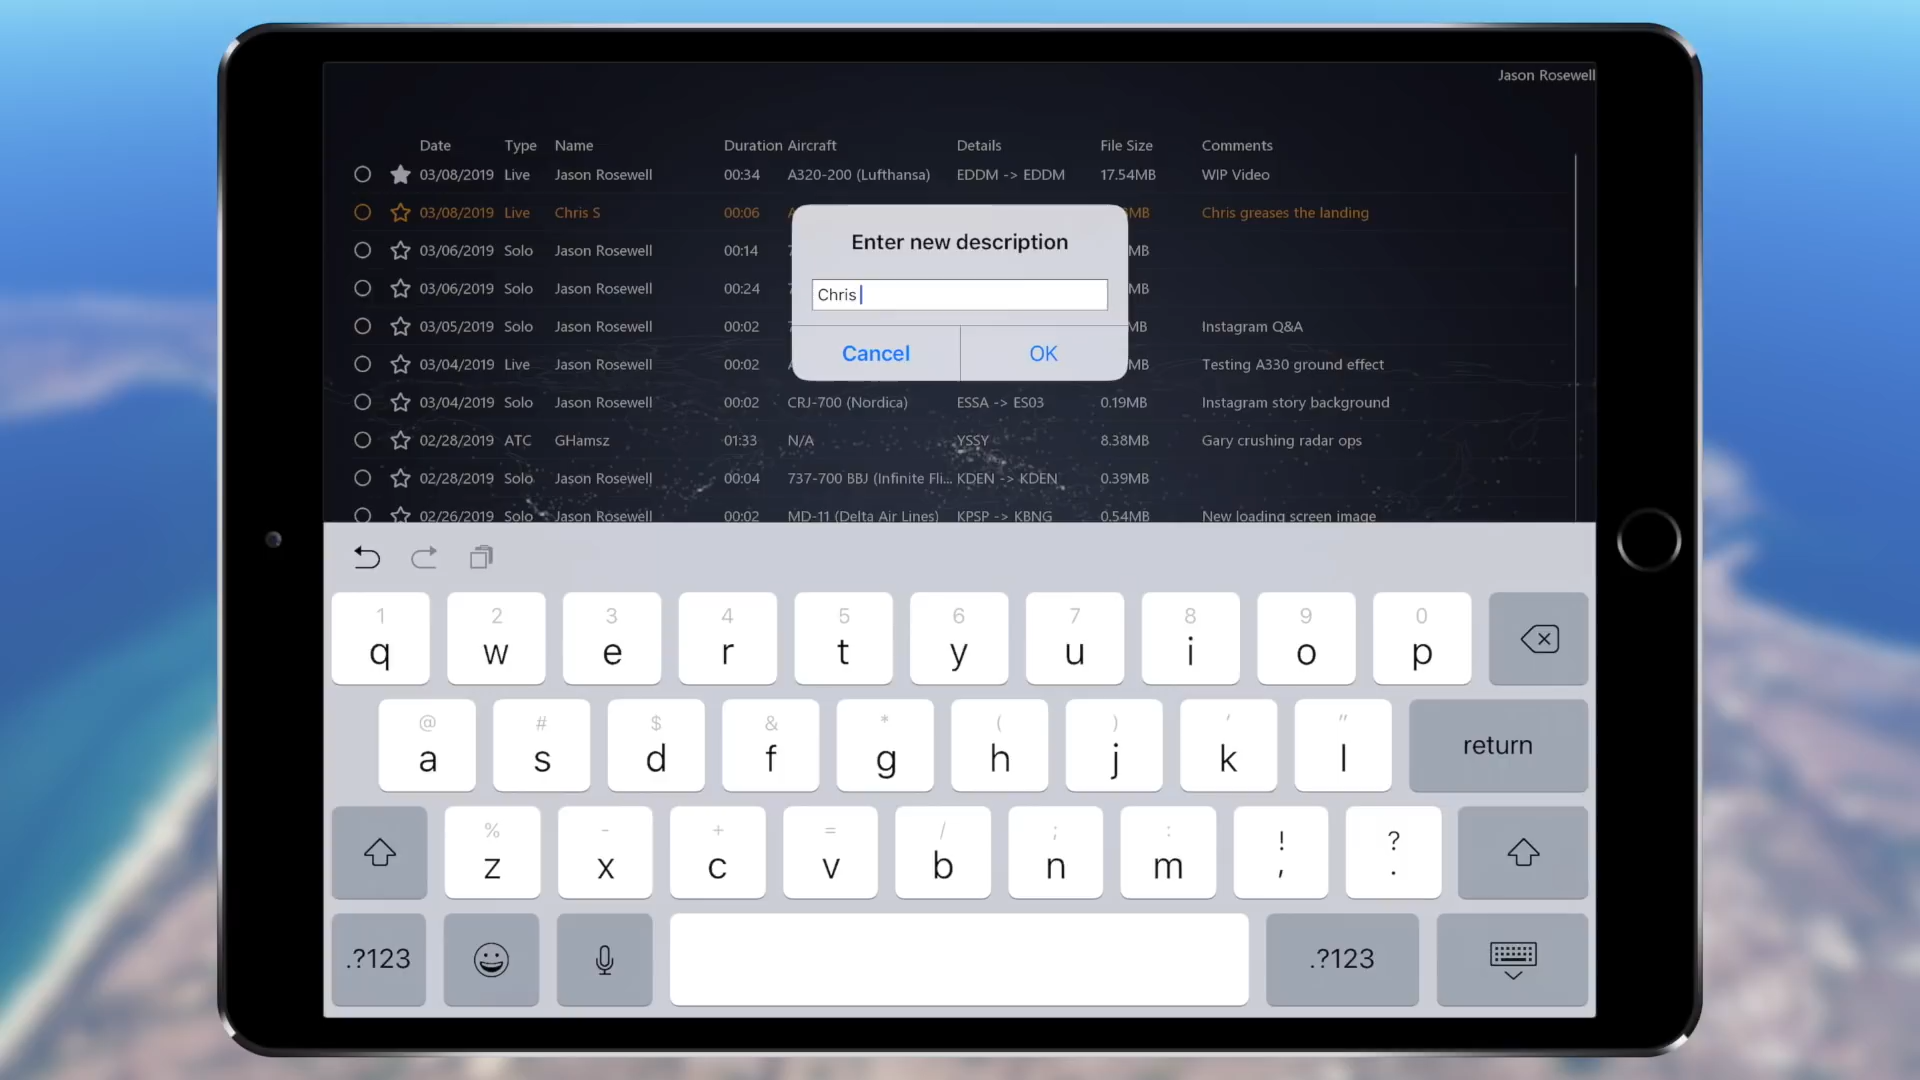 Jason Rosewell
Date Type Name Duration Aircraft Details File Size Comments
03/08/2019 Live Jason Rosewell 00:34 A320-200 (Lufthansa) EDDM -> EDDM 17.54MB WIP Video
03/08/2019 Live Chris S 00:06 MB Chris greases the landing
03/06/2019 Solo Jason Rosewell 00:14 MB
03/06/2019 Solo Jason Rosewell 00:24 MB
03/05/2019 Solo Jason Rosewell 00:02 MB Instagram Q&A
03/04/2019 Live Jason Rosewell 00:02 MB Testing A330 ground effect
03/04/2019 Solo Jason Rosewell 00:02 CRJ-700 (Nordica) ESSA -> ES03 0.19MB Instagram story background
02/28/2019 ATC GHamsz 01:33 N/A YSSY 8.38MB Gary crushing radar ops
02/28/2019 Solo Jason Rosewell 00:04 737-700 BBJ (Infinite Fli... KDEN -> KDEN 0.39MB
02/26/2019 Solo Jason Rosewell 00:02 MD-11 (Delta Air Lines) KPSP -> KBNG 0.54MB New loading screen image
Enter new description
Chris
Cancel OK
1 2 3 4 5 6 7 8 9 0
q w e r t y u i o p
@ # $ & * ( ) ' "
a s d f g h j k l return
% - + = / ; : ! ?
z x c v b n m , .
.?123 .?123